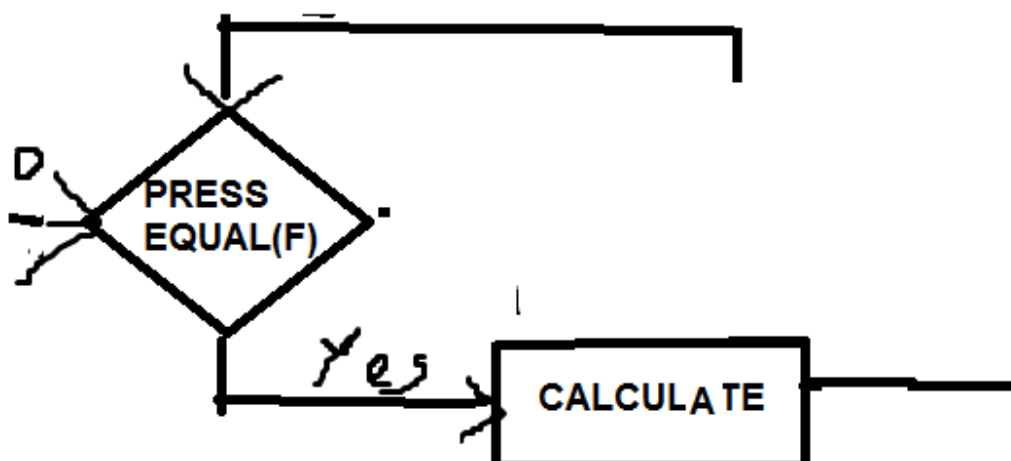 D
PRESS
EQUAL(F)
Yes
CALCULATE